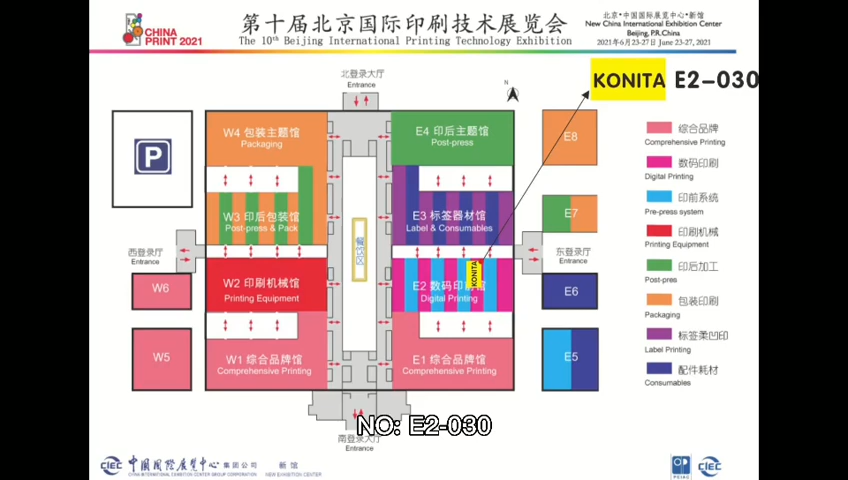 CHINA
PRINT 2021
第十届北京国际印刷技术展览会
The 10th Beijing International Printing Technology Exhibition
北京·中国国际展览中心·新馆
New China International Exhibition Center
Beijing, P.R.China
2021年6月23-27日 June 23-27, 2021
KONITA E2-030
北登录大厅
Entrance
N
P
W4 包装主题馆
Packaging
E4 印后主题馆
Post-press
E8
W3 印后包装馆
Post-press & Pack
E3 标签器材馆
Label & Consumables
E7
西登录厅
Entrance
餐饮区
东登录厅
Entrance
W6
W2 印刷机械馆
Printing Equipment
E2 数码印刷馆
Digital Printing
KONITA
E6
W5
W1 综合品牌馆
Comprehensive Printing
E1 综合品牌馆
Comprehensive Printing
E5
综合品牌
Comprehensive Printing
数码印刷
Digital Printing
印前系统
Pre-press system
印刷机械
Printing Equipment
印后加工
Post-pres
包装印刷
Packaging
标签柔凹印
Label Printing
配件耗材
Consumables
NO: E2-030
南登录大厅
Entrance
CIEC 中国国际展览中心集团公司
CHINA INTERNATIONAL EXHIBITION CENTER GROUP CORPORATION
新馆
NEW EXHIBITION CENTER
PEIAC
CIEC